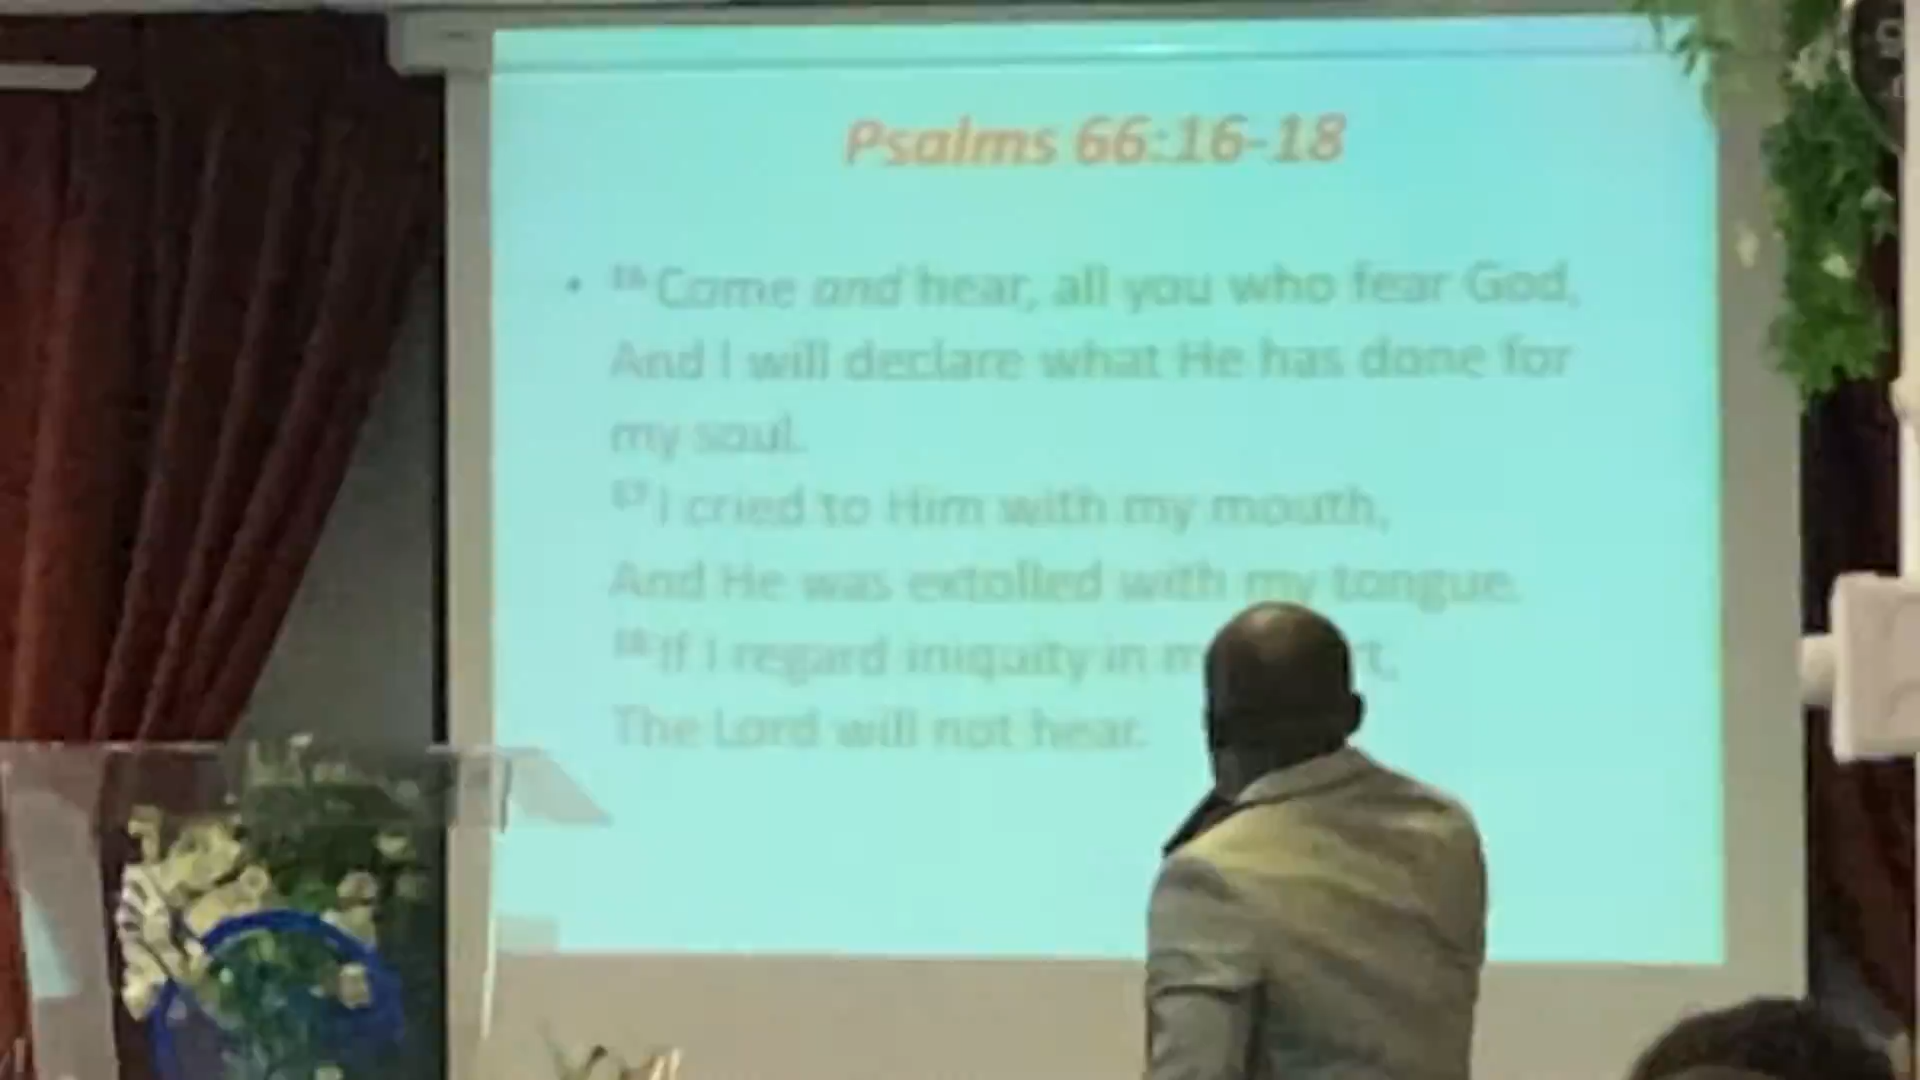 Psalms 66:16-18
• 16 Come and hear, all you who fear God,
And I will declare what He has done for
my soul.
17 I cried to Him with my mouth,
And He was extolled with my tongue.
18 If I regard iniquity in m rt,
The Lord will not hear.